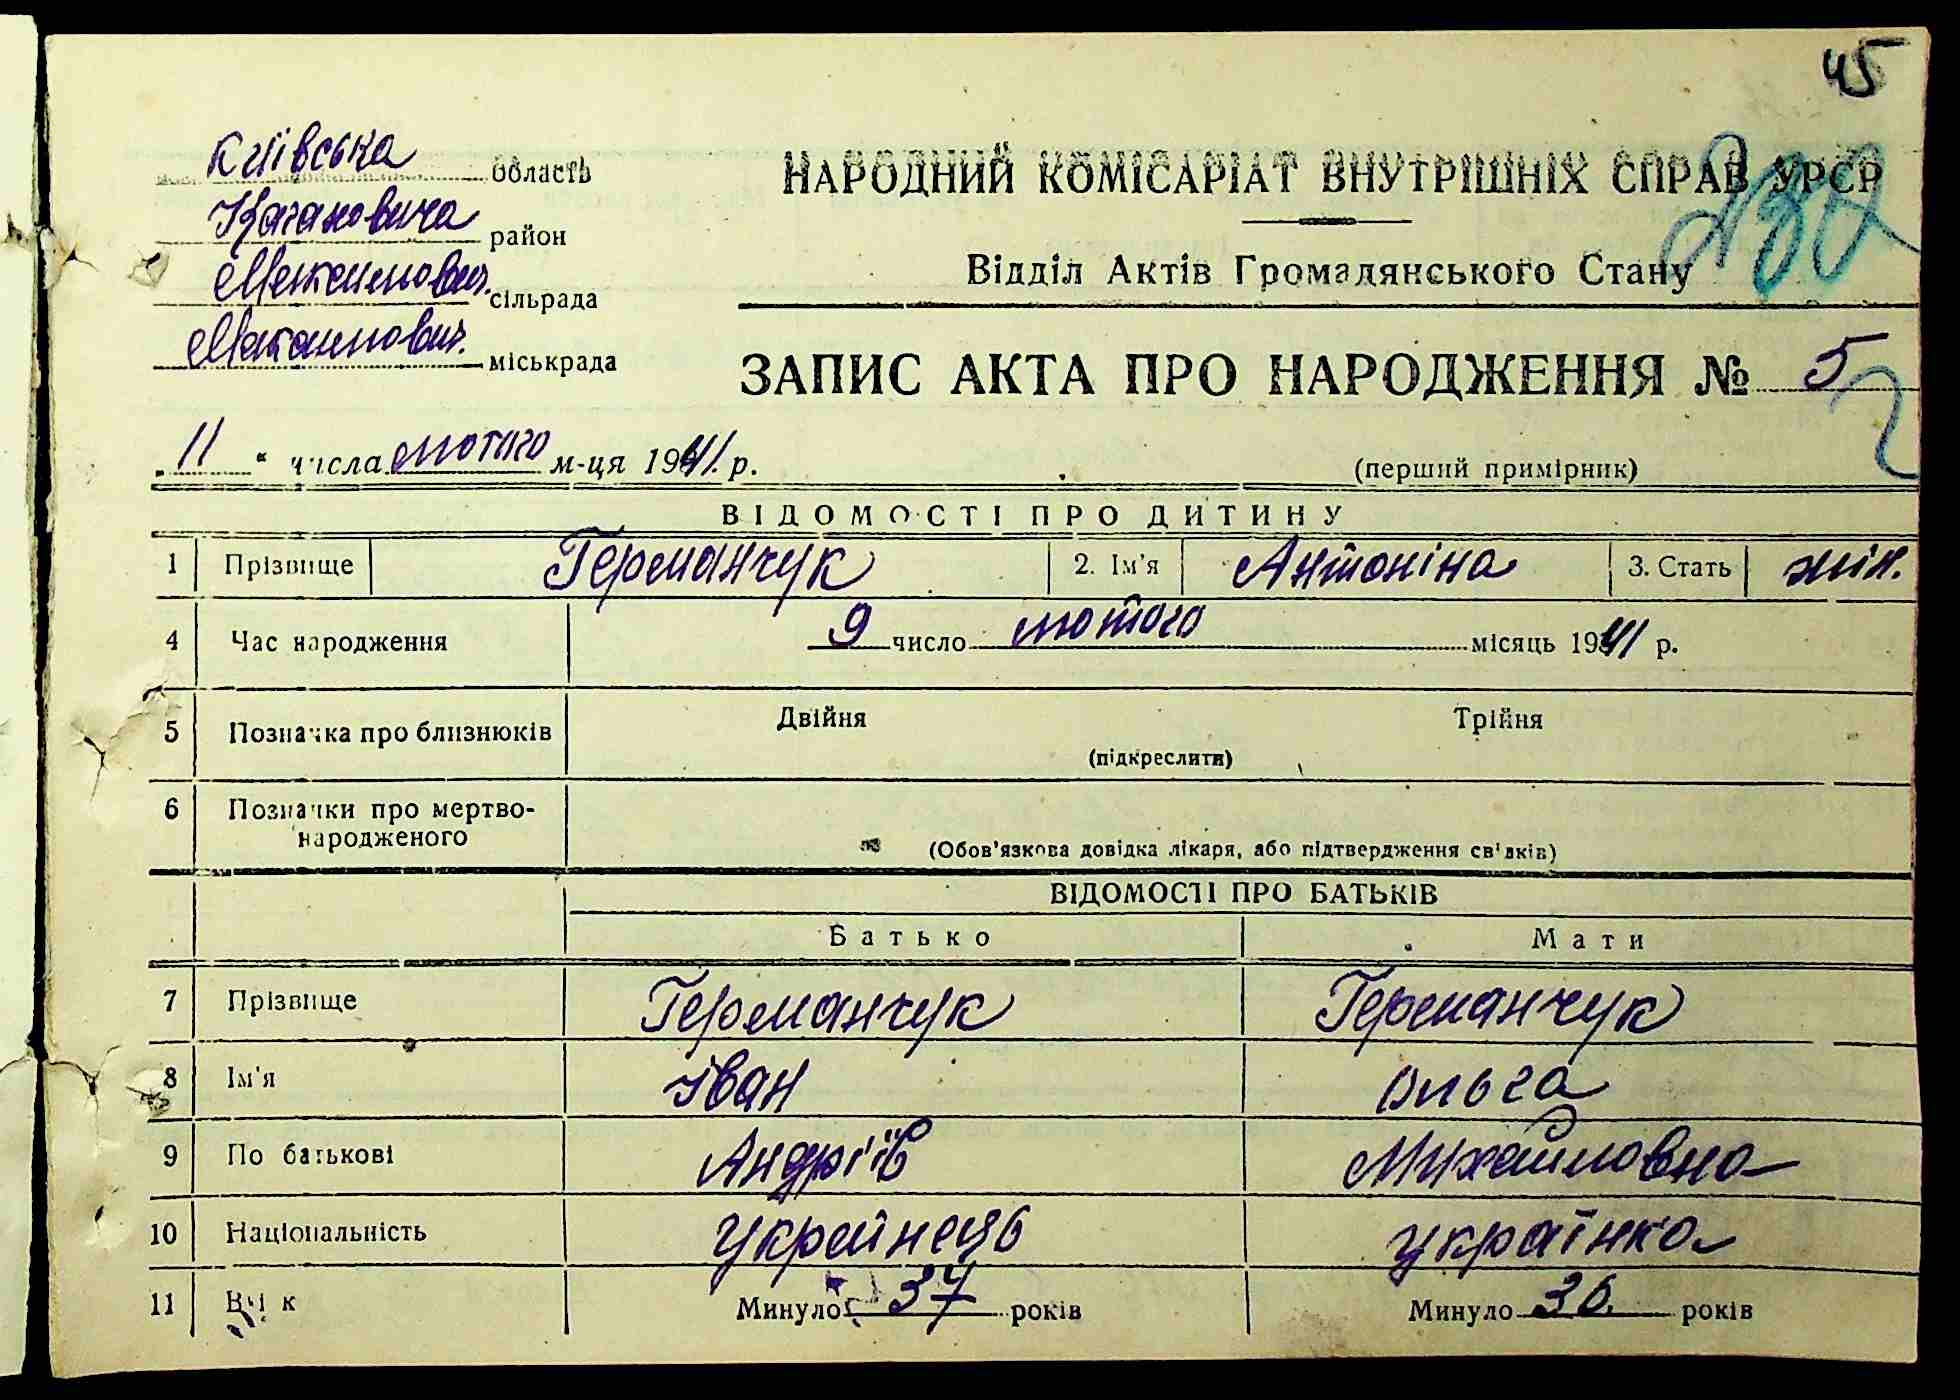 45
Київська область
НАРОДНИЙ КОМІСАРІАТ ВНУТРІШНІХ СПРАВ УРСР
Кагановича район
Відділ Актів Громадянського Стану
Максимович. сільрада
Максимович. міськрада
ЗАПИС АКТА ПРО НАРОДЖЕННЯ № 5
„11“ числа лютого м-ця 1941. р.
(перший примірник)
ВІДОМОСТІ ПРО ДИТИНУ
1 Прізвище Германчук 2. Ім'я Антоніна 3. Стать жін.
4 Час народження 9 число лютого місяць 1941 р.
5 Позначка про близнюків Двійня Трійня
(підкреслити)
6 Позначки про мертво-
народженого
(Обов'язкова довідка лікаря, або підтвердження свідків)
ВІДОМОСТІ ПРО БАТЬКІВ
Батько Мати
7 Прізвище Германчук Германчук
8 Ім'я Іван Ольга
9 По батькові Андріїв Михайловна
10 Національність Українець українка
11 Вік Минуло 37 років Минуло 36. років